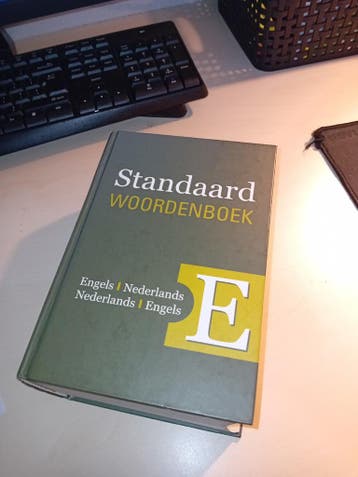 Standaard
WOORDENBOEK
Engels | Nederlands
Nederlands | Engels
E